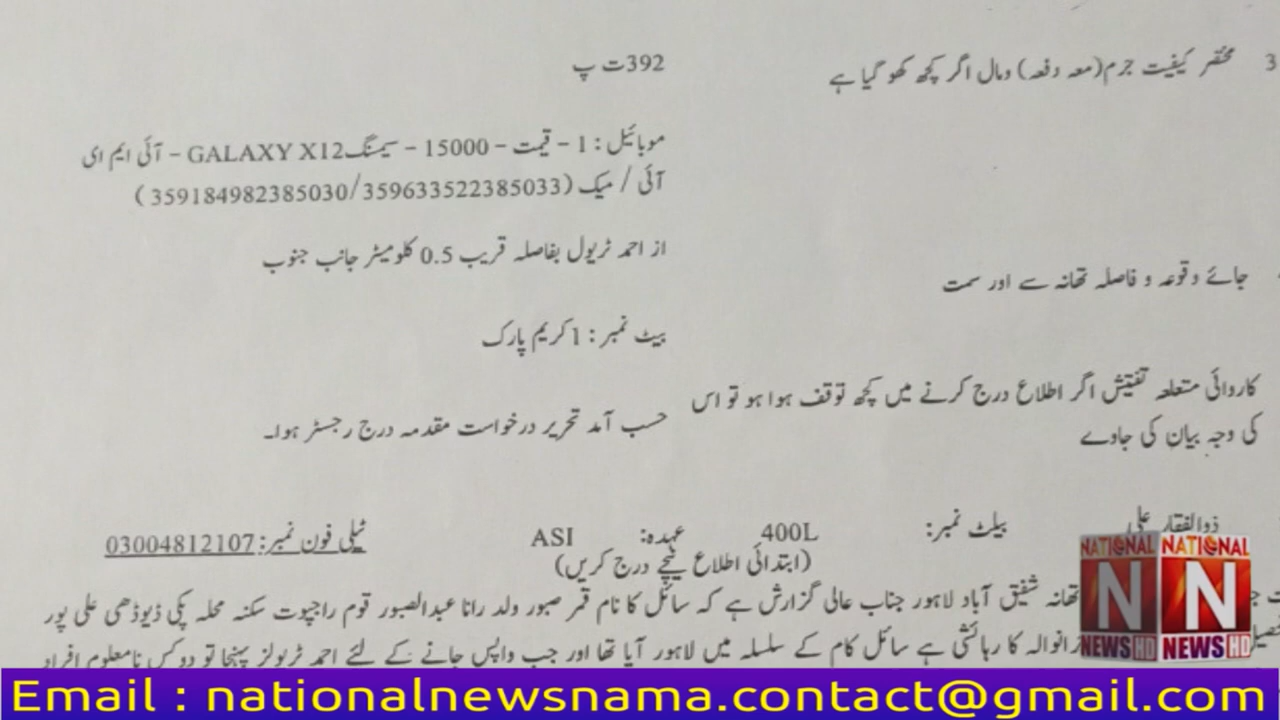 3 مختصر کیفیت جرم(معہ دفعہ) ومال اگر کچھ کھو گیا ہے
392ت پ
موبائیل : 1 - قیمت - 15000 - سیمسنگ GALAXY X12 - آئی ایم ای
آئی / میک (359184982385030/359633522385033)
جائے وقوعہ و فاصلہ تھانہ سے اور سمت
از احمد ٹریول بفاصلہ قریب 0.5 کلومیٹر جانب جنوب
بیٹ نمبر : 1 کریم پارک
کاروائی متعلقہ تفتیش اگر اطلاع درج کرنے میں کچھ توقف ہوا ہو تو اس
کی وجہ بیان کی جاوے
حسب آمد تحریر درخواست مقدمہ درج رجسٹر ہوا۔
ذوالفقار علی بیلٹ نمبر: 400L عہدہ: ASI ٹیلی فون نمبر: 03004812107
(ابتدائی اطلاع نیچے درج کریں)
تھانہ شفیق آباد لاہور جناب عالی گزارش ہے کہ سائل کا نام قمر صبور ولد رانا عبدالصبور قوم راجپوت سکنہ محلہ پکی ڈیوڈھی علی پور
کا رہائشی ہے سائل کام کے سلسلہ میں لاہور آیا تھا اور جب واپس جانے کے لئے احمد ٹریولز پہنچا تو دو کس نامعلوم افراد
NATIONAL NATIONAL
N N
NEWS HD NEWS HD
Email : nationalnewsnama.contact@gmail.com